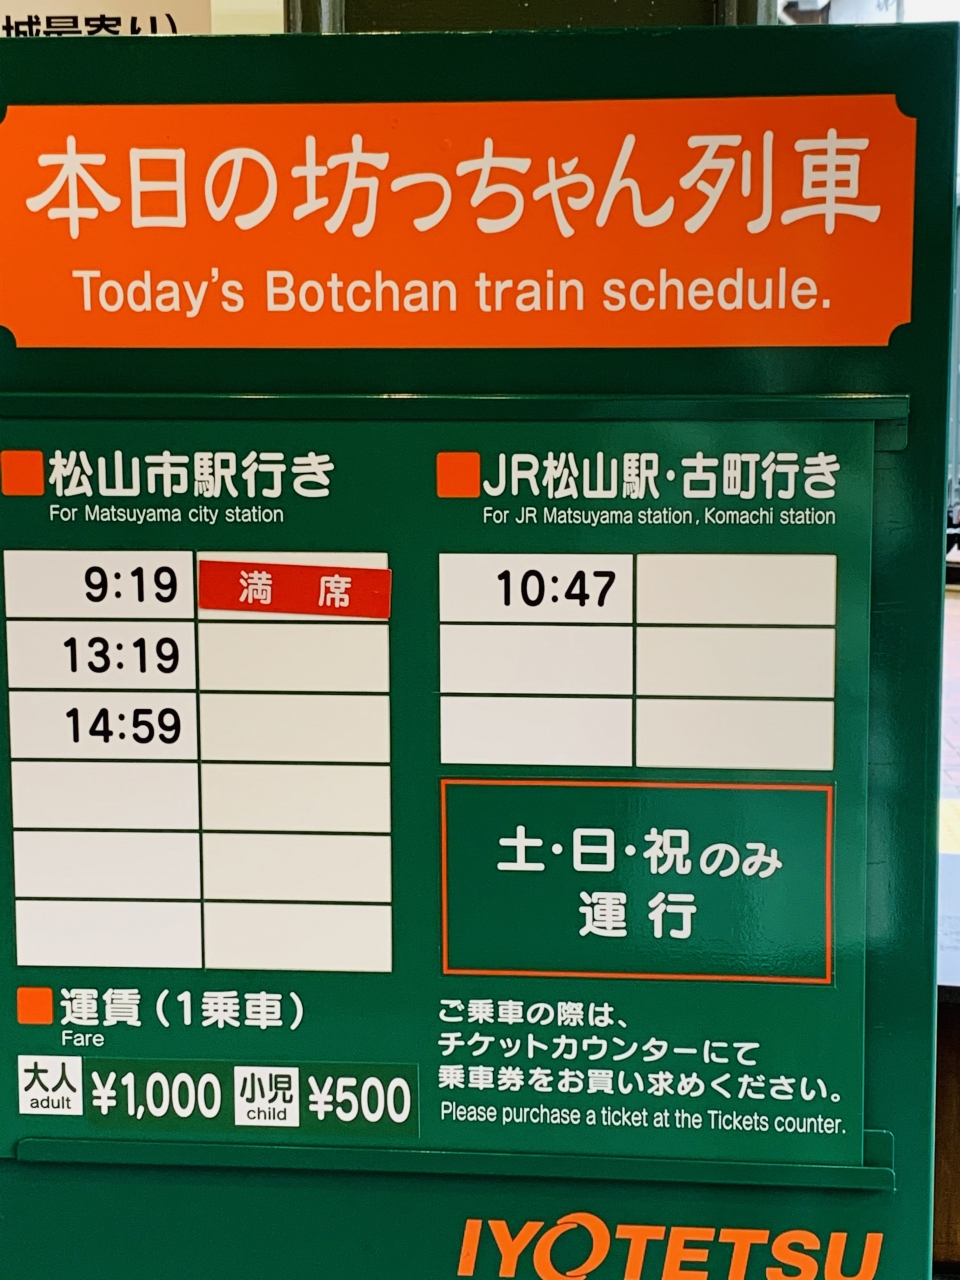 城最寄り)
本日の坊っちゃん列車
Today's Botchan train schedule.
松山市駅行き
For Matsuyama city station
9:19 満席
13:19
14:59
JR松山駅・古町行き
For JR Matsuyama station, Komachi station
10:47
土・日・祝のみ
運行
運賃(1乗車)
Fare
大人 adult ¥1,000 小児 child ¥500
ご乗車の際は、
チケットカウンターにて
乗車券をお買い求めください。
Please purchase a ticket at the Tickets counter.
IYOTETSU